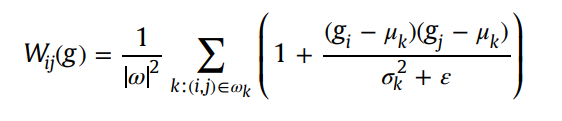 W_{ij}(g) = \frac{1}{|\omega|^2} \sum_{k:(i,j)\in\omega_k} \left( 1 + \frac{(g_i - \mu_k)(g_j - \mu_k)}{\sigma_k^2 + \varepsilon} \right)